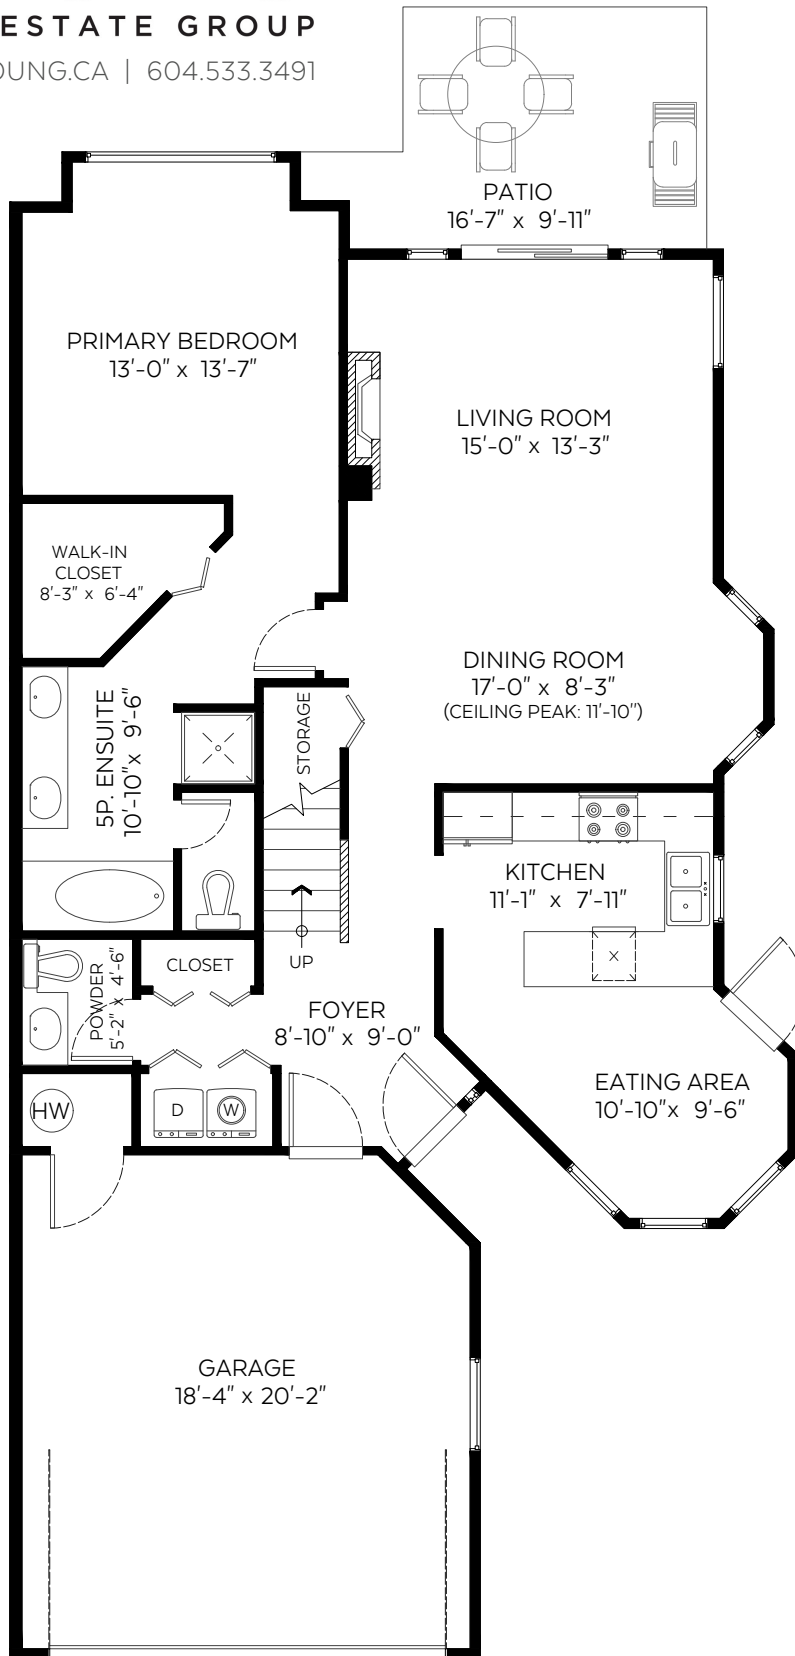 ESTATE GROUP
OUNG.CA | 604.533.3491
PATIO
16'-7" x 9'-11"
PRIMARY BEDROOM
13'-0" x 13'-7"
LIVING ROOM
15'-0" x 13'-3"
WALK-IN
CLOSET
8'-3" x 6'-4"
DINING ROOM
17'-0" x 8'-3"
(CEILING PEAK: 11'-10")
5P. ENSUITE
10'-10"x 9'-6"
STORAGE
KITCHEN
11'-1" x 7'-11"
X
UP
CLOSET
POWDER
5'-2" x 4'-6"
FOYER
8'-10" x 9'-0"
EATING AREA
10'-10"x 9'-6"
HW
D
W
GARAGE
18'-4" x 20'-2"